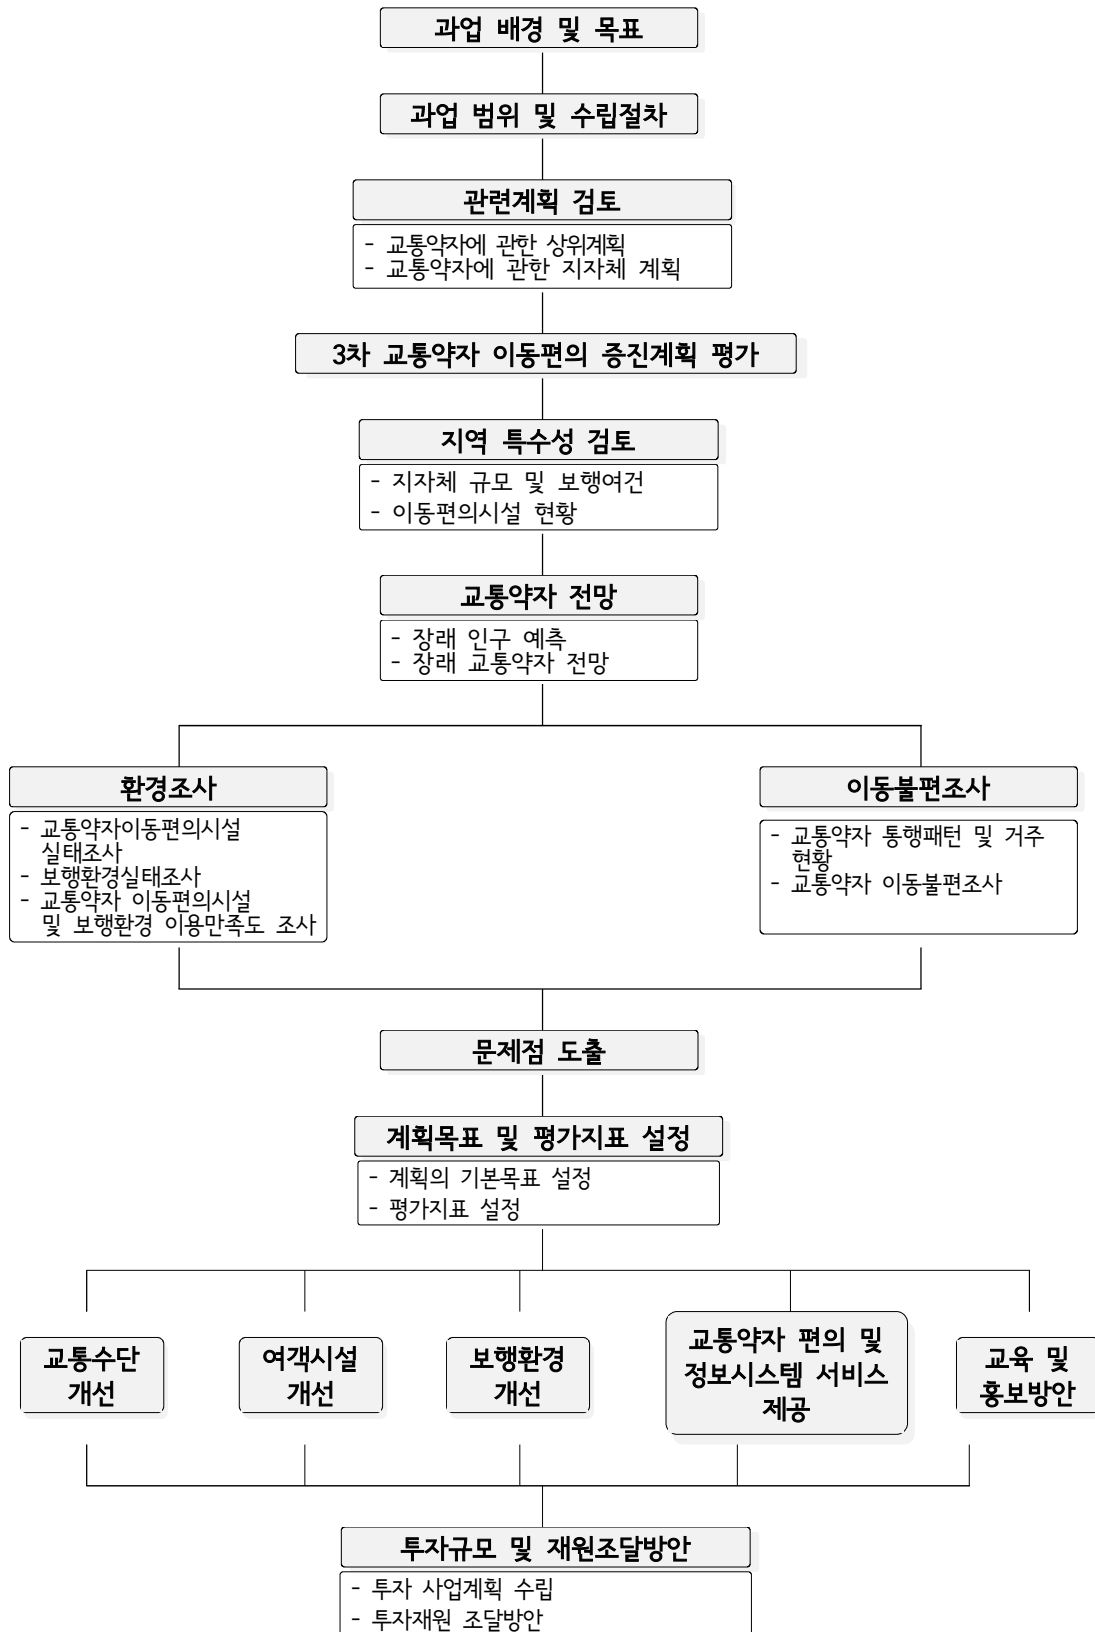 과업 배경 및 목표
과업 범위 및 수립절차
관련계획 검토
- 교통약자에 관한 상위계획
- 교통약자에 관한 지자체 계획
3차 교통약자 이동편의 증진계획 평가
지역 특수성 검토
- 지자체 규모 및 보행여건
- 이동편의시설 현황
교통약자 전망
- 장래 인구 예측
- 장래 교통약자 전망
환경조사
- 교통약자이동편의시설
실태조사
- 보행환경실태조사
- 교통약자 이동편의시설
및 보행환경 이용만족도 조사
이동불편조사
- 교통약자 통행패턴 및 거주
현황
- 교통약자 이동불편조사
문제점 도출
계획목표 및 평가지표 설정
- 계획의 기본목표 설정
- 평가지표 설정
교통수단
개선
여객시설
개선
보행환경
개선
교통약자 편의 및
정보시스템 서비스
제공
교육 및
홍보방안
투자규모 및 재원조달방안
- 투자 사업계획 수립
- 투자재원 조달방안